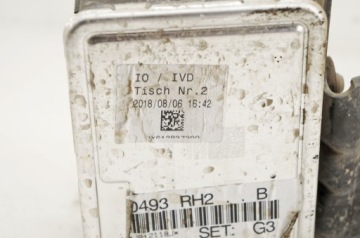 IO / IVD
Tisch Nr.2
2018/08/06 16:42
0493 RH2 B
SET: G3